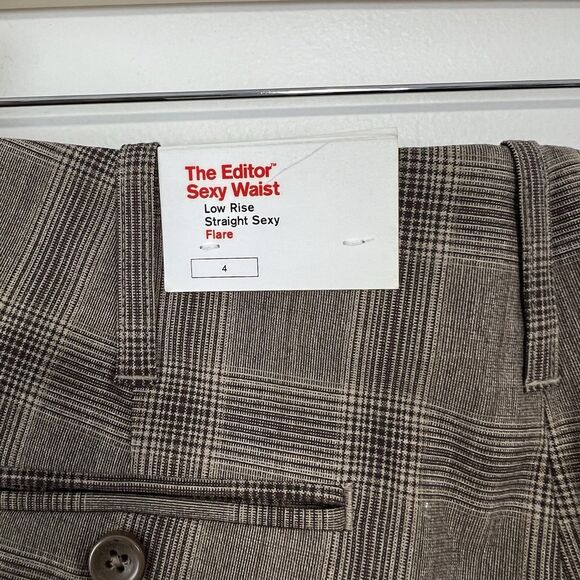 The Editor™
Sexy Waist
Low Rise
Straight Sexy
Flare
4